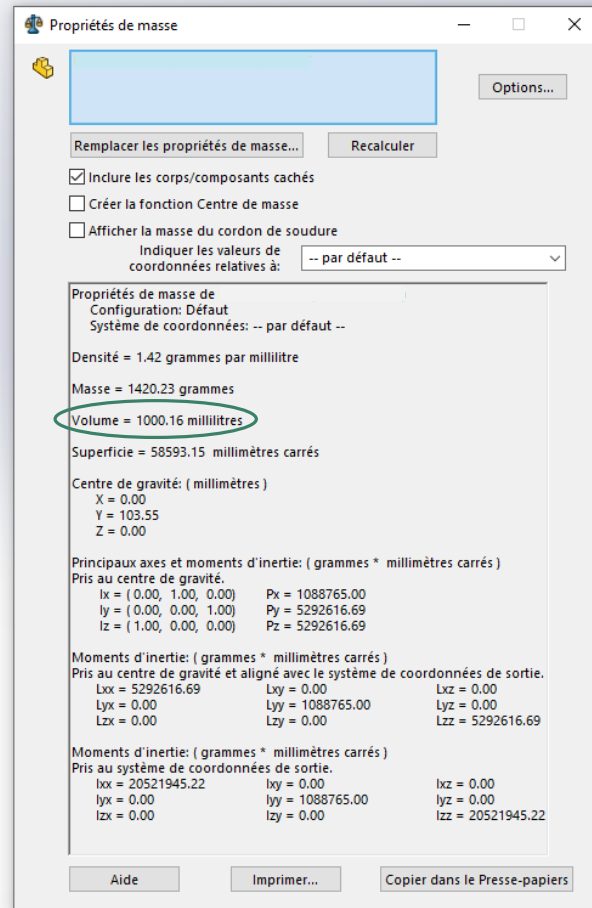 Propriétés de masse
Options...
Remplacer les propriétés de masse...
Recalculer
Inclure les corps/composants cachés
Créer la fonction Centre de masse
Afficher la masse du cordon de soudure
Indiquer les valeurs de
coordonnées relatives à:
-- par défaut --
Propriétés de masse de
Configuration: Défaut
Système de coordonnées: -- par défaut --
Densité = 1.42 grammes par millilitre
Masse = 1420.23 grammes
Volume = 1000.16 millilitres
Superficie = 58593.15 millimètres carrés
Centre de gravité: ( millimètres )
X = 0.00
Y = 103.55
Z = 0.00
Principaux axes et moments d'inertie: ( grammes * millimètres carrés )
Pris au centre de gravité.
Ix = ( 0.00, 1.00, 0.00) Px = 1088765.00
Iy = ( 0.00, 0.00, 1.00) Py = 5292616.69
Iz = ( 1.00, 0.00, 0.00) Pz = 5292616.69
Moments d'inertie: ( grammes * millimètres carrés )
Pris au centre de gravité et aligné avec le système de coordonnées de sortie.
Lxx = 5292616.69 Lxy = 0.00 Lxz = 0.00
Lyx = 0.00 Lyy = 1088765.00 Lyz = 0.00
Lzx = 0.00 Lzy = 0.00 Lzz = 5292616.69
Moments d'inertie: ( grammes * millimètres carrés )
Pris au système de coordonnées de sortie.
Ixx = 20521945.22 Ixy = 0.00 Ixz = 0.00
Iyx = 0.00 Iyy = 1088765.00 Iyz = 0.00
Izx = 0.00 Izy = 0.00 Izz = 20521945.22
Aide
Imprimer...
Copier dans le Presse-papiers